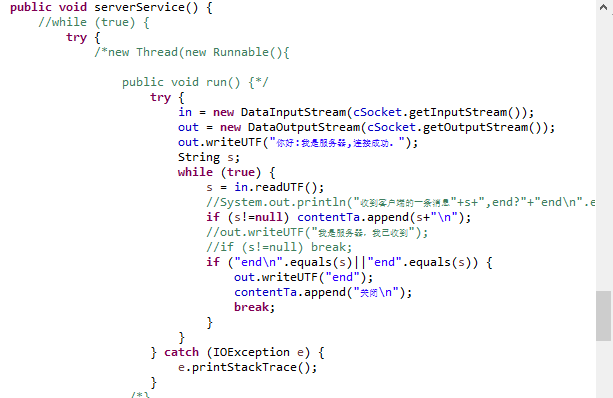 public void serverService() {
//while (true) {
try {
/*new Thread(new Runnable(){
public void run() {*/
try {
in = new DataInputStream(cSocket.getInputStream());
out = new DataOutputStream(cSocket.getOutputStream());
out.writeUTF("你好:我是服务器,连接成功. ");
String s;
while (true) {
s = in.readUTF();
//System.out.println("收到客户端的一条消息"+s+",end?"+"end\n".e
if (s!=null) contentTa.append(s+"\n");
//out.writeUTF("我是服务器，我已收到");
//if (s!=null) break;
if ("end\n".equals(s)||"end".equals(s)) {
out.writeUTF("end");
contentTa.append("关闭\n");
break;
}
}
} catch (IOException e) {
e.printStackTrace();
}
/*}